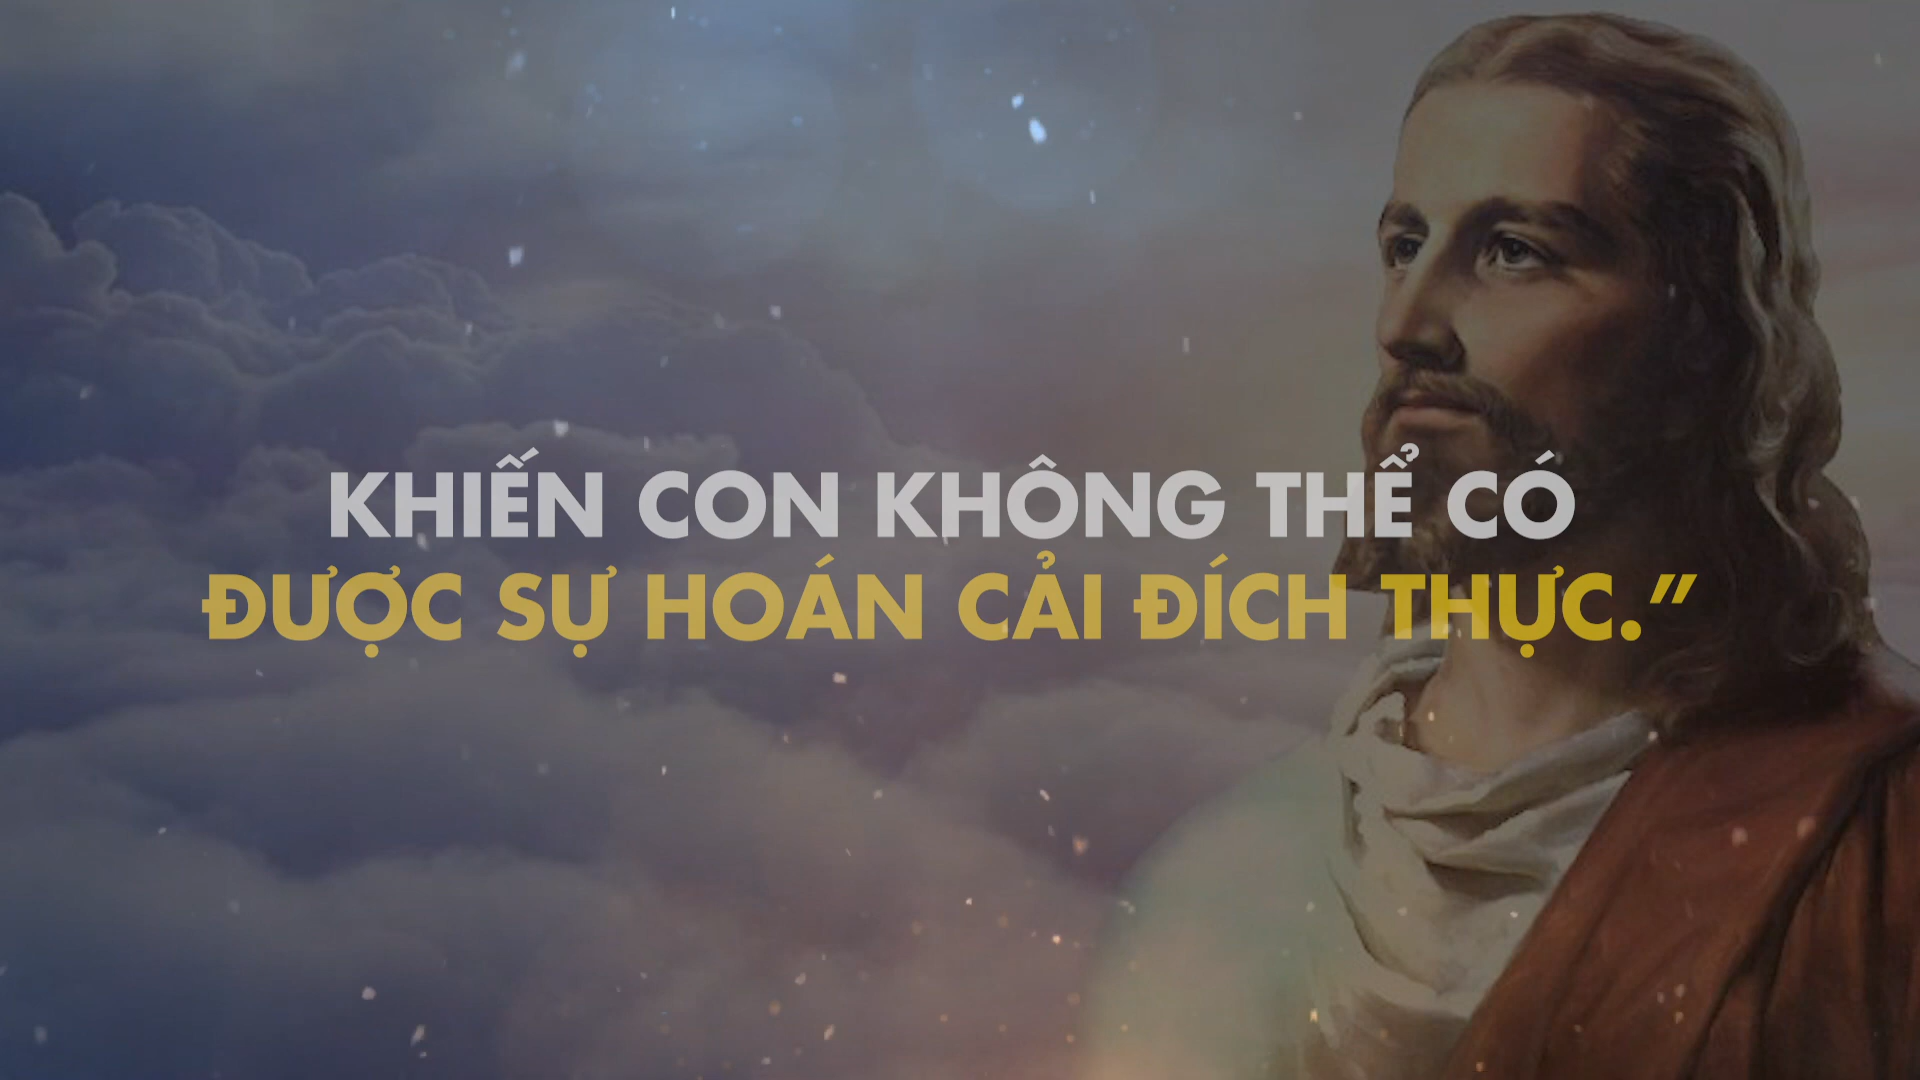 KHIẾN CON KHÔNG THỂ CÓ
ĐƯỢC SỰ HOÁN CẢI ĐÍCH THỰC.”